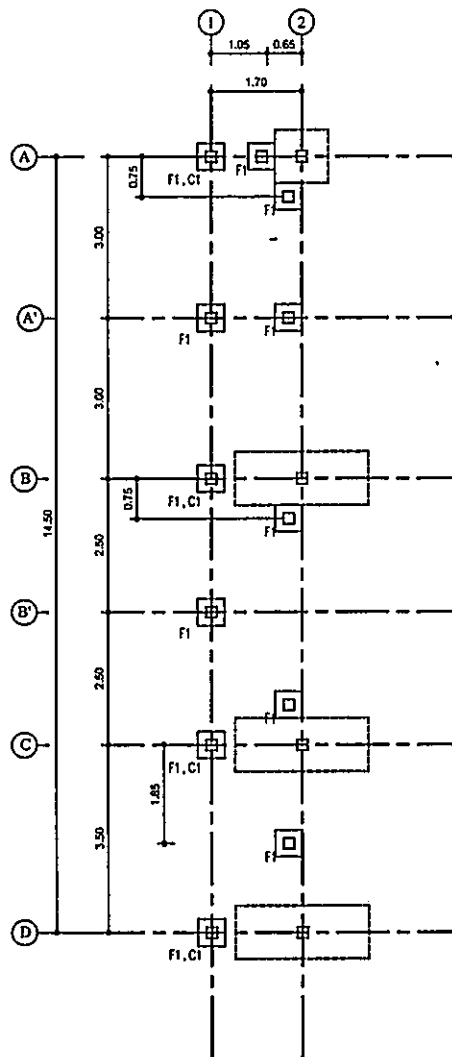 1 2
1.05 0.65
1.70
A
F1, C1
F1
F1
0.75
3.00
A'
F1
F1
3.00
B
F1, C1
F1
0.75
14.50
2.50
B'
F1
2.50
F1
C
F1, C1
1.85
3.50
F1
D
F1, C1